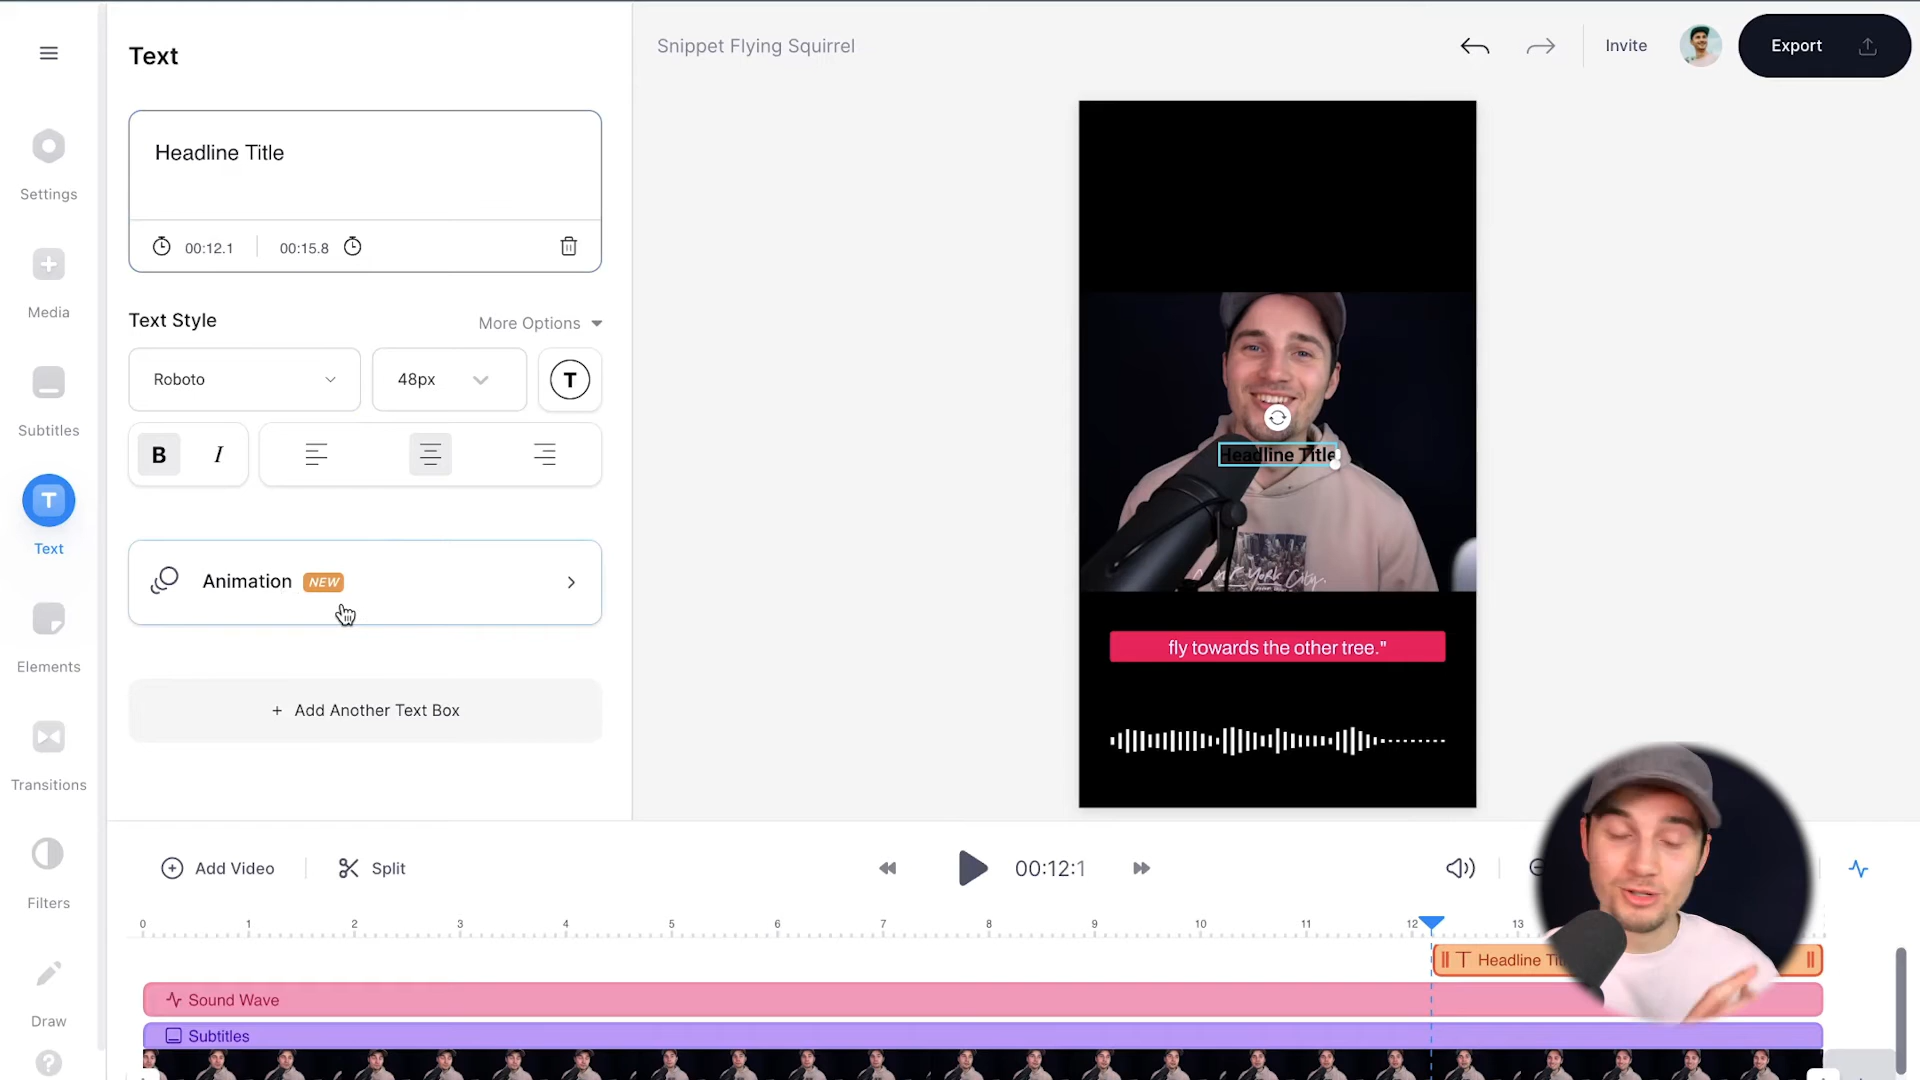 Text
Snippet Flying Squirrel
Invite
Export
Headline Title
00:12.1
00:15.8
Settings
Media
Subtitles
Text
Elements
Transitions
Filters
Draw
Text Style
More Options
Roboto
48px
T
B
I
Animation NEW
+ Add Another Text Box
Headline Title
fly towards the other tree."
Add Video
Split
00:12:1
0 1 2 3 4 5 6 7 8 9 10 11 12 13
T Headline
Sound Wave
Subtitles